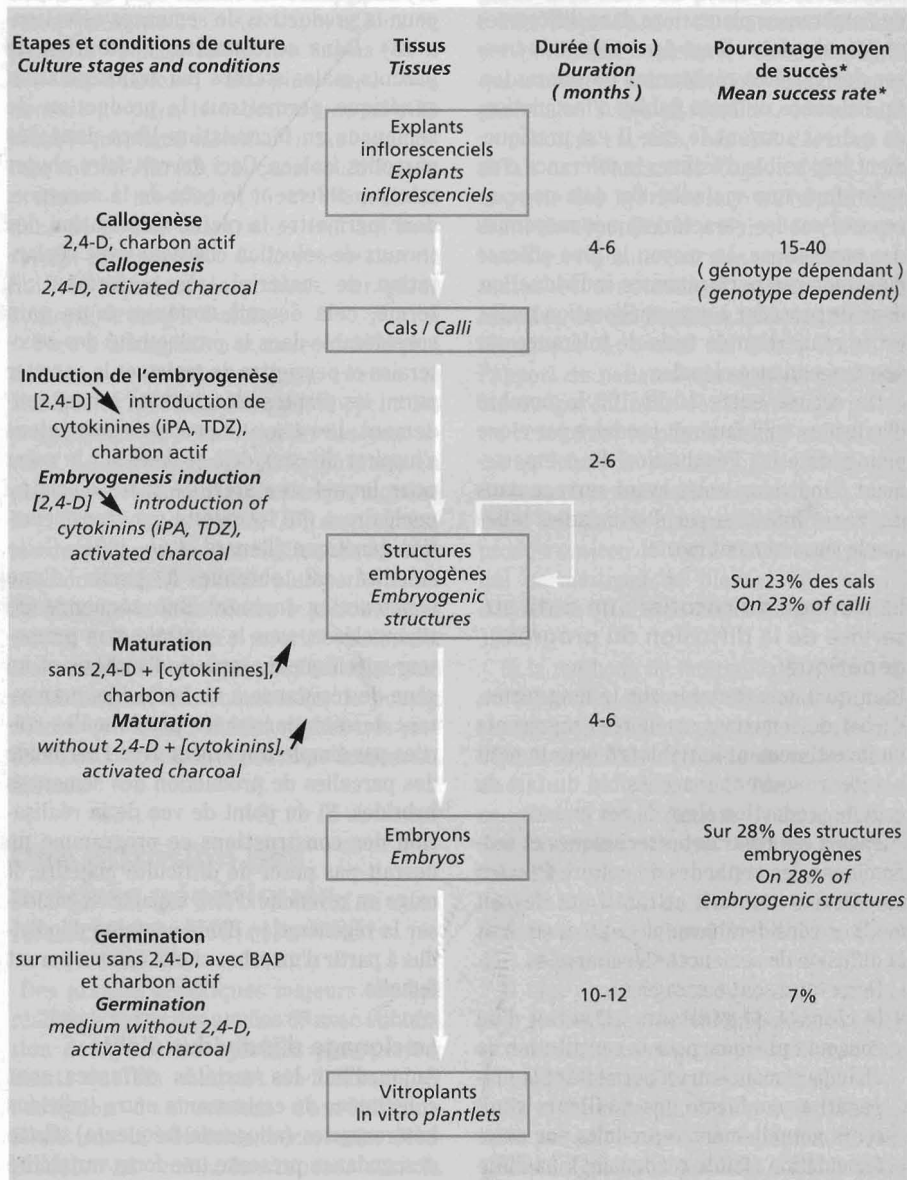 Etapes et conditions de culture
Culture stages and conditions
Tissus
Tissues
Durée ( mois )
Duration
( months )
Pourcentage moyen
de succès*
Mean success rate*
Explants
inflorescenciels
Explants
inflorescenciels
Callogenèse
2,4-D, charbon actif
Callogenesis
2,4-D, activated charcoal
4-6
15-40
( génotype dépendant )
( genotype dependent)
Cals / Calli
Induction de l'embryogenèse
[2,4-D] introduction de
cytokinines (iPA, TDZ),
charbon actif
Embryogenesis induction
[2,4-D] introduction of
cytokinins (iPA, TDZ),
activated charcoal
2-6
Structures
embryogènes
Embryogenic
structures
Sur 23% des cals
On 23% of calli
Maturation
sans 2,4-D + [cytokinines],
charbon actif
Maturation
without 2,4-D + [cytokinins],
activated charcoal
4-6
Embryons
Embryos
Sur 28% des structures
embryogènes
On 28% of
embryogenic structures
Germination
sur milieu sans 2,4-D, avec BAP
et charbon actif
Germination
medium without 2,4-D,
activated charcoal
10-12
7%
Vitroplants
In vitro plantlets